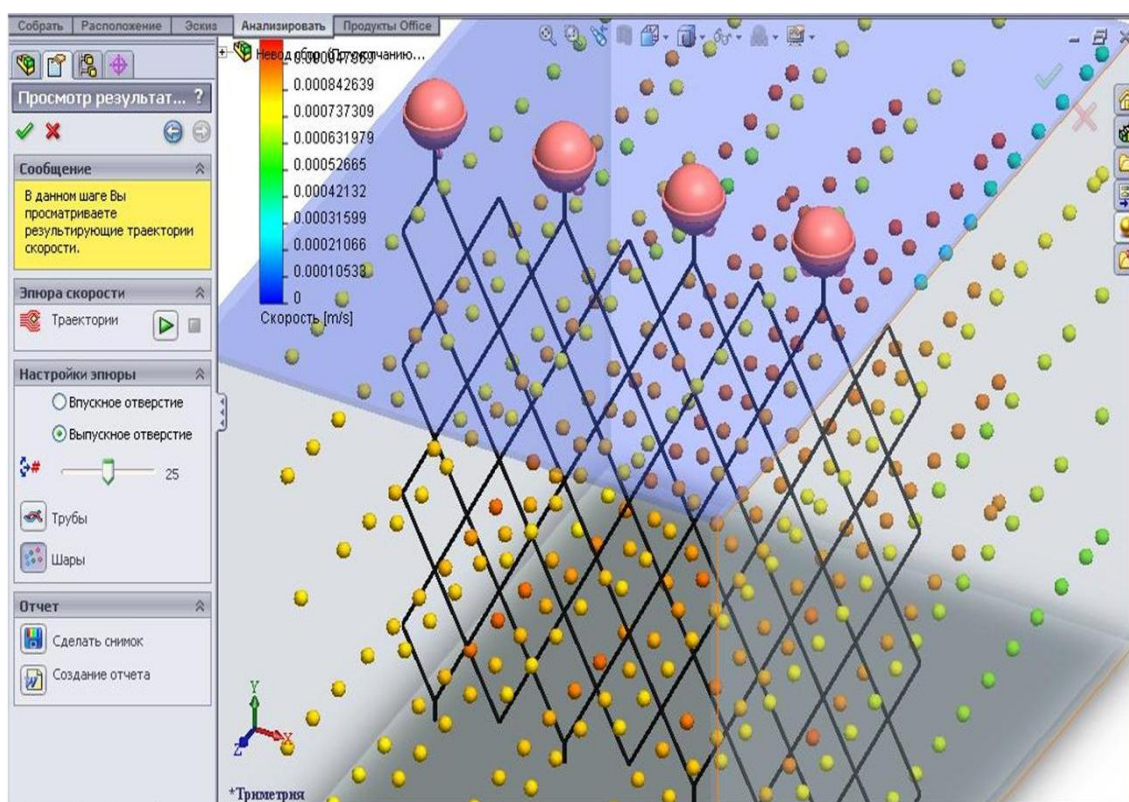 Собрать Расположение Эскиз Анализировать Продукты Office
Просмотр результат... ?
Сообщение
В данном шаге Вы
просматриваете
результирующие траектории
скорости.
Эпюра скорости
Траектории
Настройки эпюры
Впускное отверстие
Выпускное отверстие
25
Трубы
Шары
Отчет
Сделать снимок
Создание отчета
0.000842639
0.000737309
0.000631979
0.00052665
0.00042132
0.00031599
0.00021066
0.00010533
0
Скорость [m/s]
Y
X
Z
*Триметрия